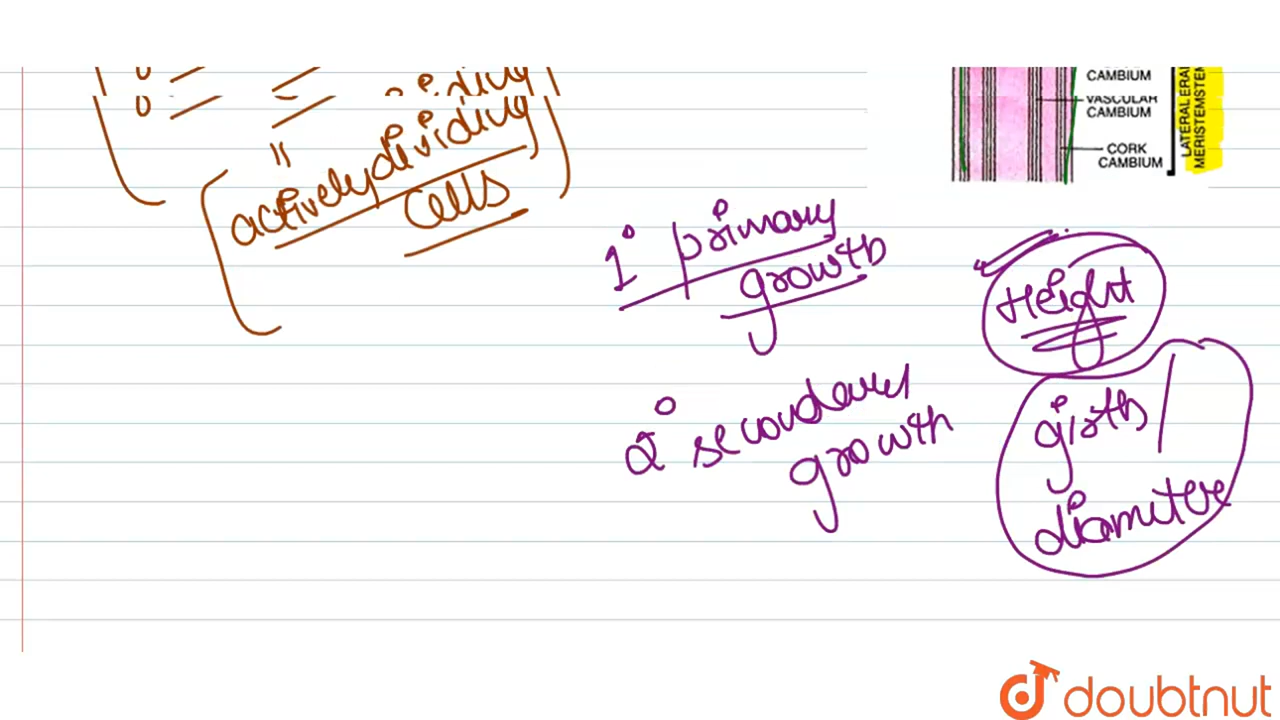 actively dividing
cells
CAMBIUM
VASCULAR
CAMBIUM
CORK
CAMBIUM
1° primary
growth
Height
2° secondary
growth
girth /
diameter
doubtnut